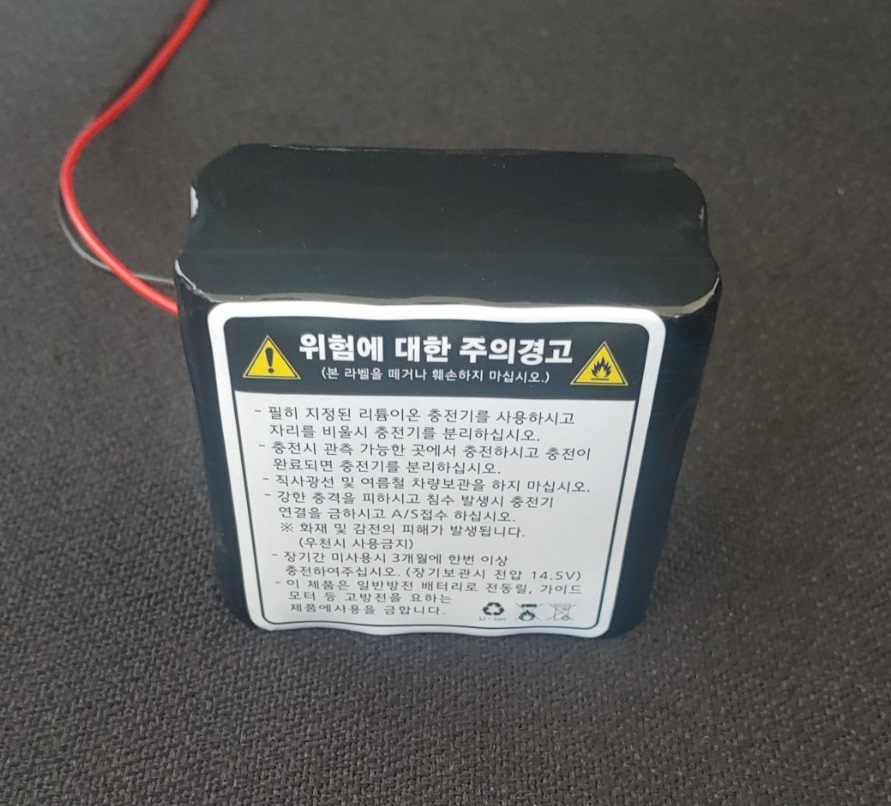 위험에 대한 주의경고
(본 라벨을 떼거나 훼손하지 마십시오.)
- 필히 지정된 리튬이온 충전기를 사용하시고
자리를 비울시 충전기를 분리하십시오.
- 충전시 관측 가능한 곳에서 충전하시고 충전이
완료되면 충전기를 분리하십시오.
- 직사광선 및 여름철 차량보관을 하지 마십시오.
- 강한 충격을 피하시고 침수 발생시 충전기
연결을 금하시고 A/S접수 하십시오.
※ 화재 및 감전의 피해가 발생됩니다.
(우천시 사용금지)
- 장기간 미사용시 3개월에 한번 이상
충전하여주십시오. (장기보관시 전압 14.5V)
- 이 제품은 일반방전 배터리로 전동릴, 가이드
모터 등 고방전을 요하는
제품에사용을 금합니다.
Li - ion